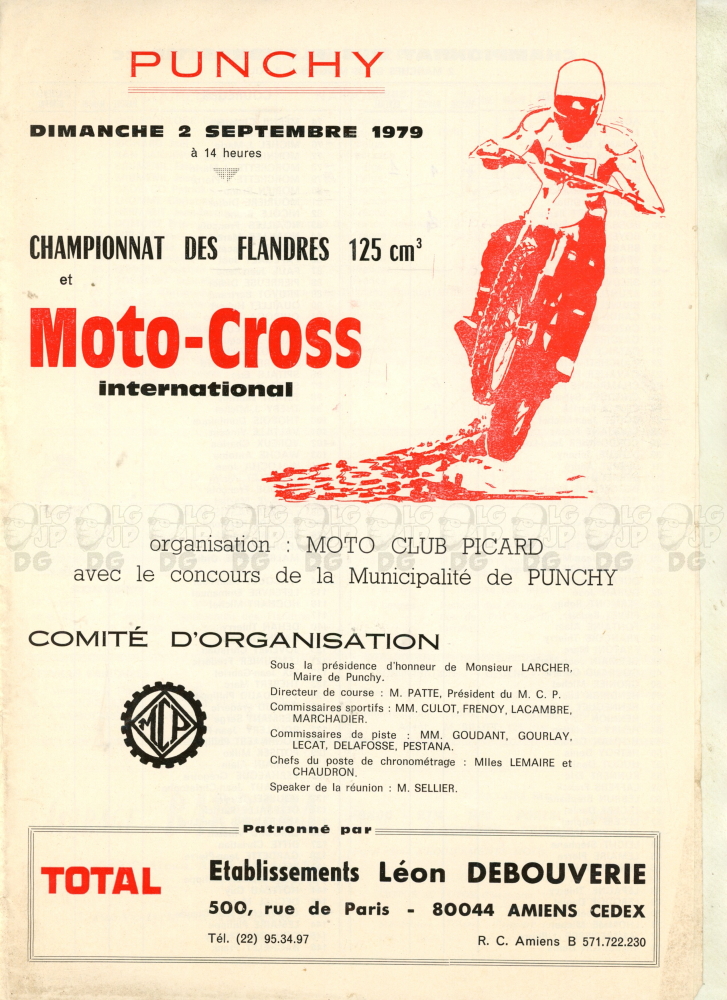 PUNCHY
DIMANCHE 2 SEPTEMBRE 1979
à 14 heures
CHAMPIONNAT DES FLANDRES 125 cm³
et
Moto-Cross
international
organisation : MOTO CLUB PICARD
avec le concours de la Municipalité de PUNCHY
COMITÉ D'ORGANISATION
Sous la présidence d'honneur de Monsieur LARCHER,
Maire de Punchy.
Directeur de course : M. PATTE, Président du M. C. P.
Commissaires sportifs : MM. CULOT, FRENOY, LACAMBRE,
MARCHADIER.
Commissaires de piste : MM. GOUDANT, GOURLAY,
LECAT, DELAFOSSE, PESTANA.
Chefs du poste de chronométrage : Mlles LEMAIRE et
CHAUDRON.
Speaker de la réunion : M. SELLIER.
MCP
Patronné par
TOTAL
Etablissements Léon DEBOUVERIE
500, rue de Paris - 80044 AMIENS CEDEX
Tél. (22) 95.34.97
R. C. Amiens B 571.722.230